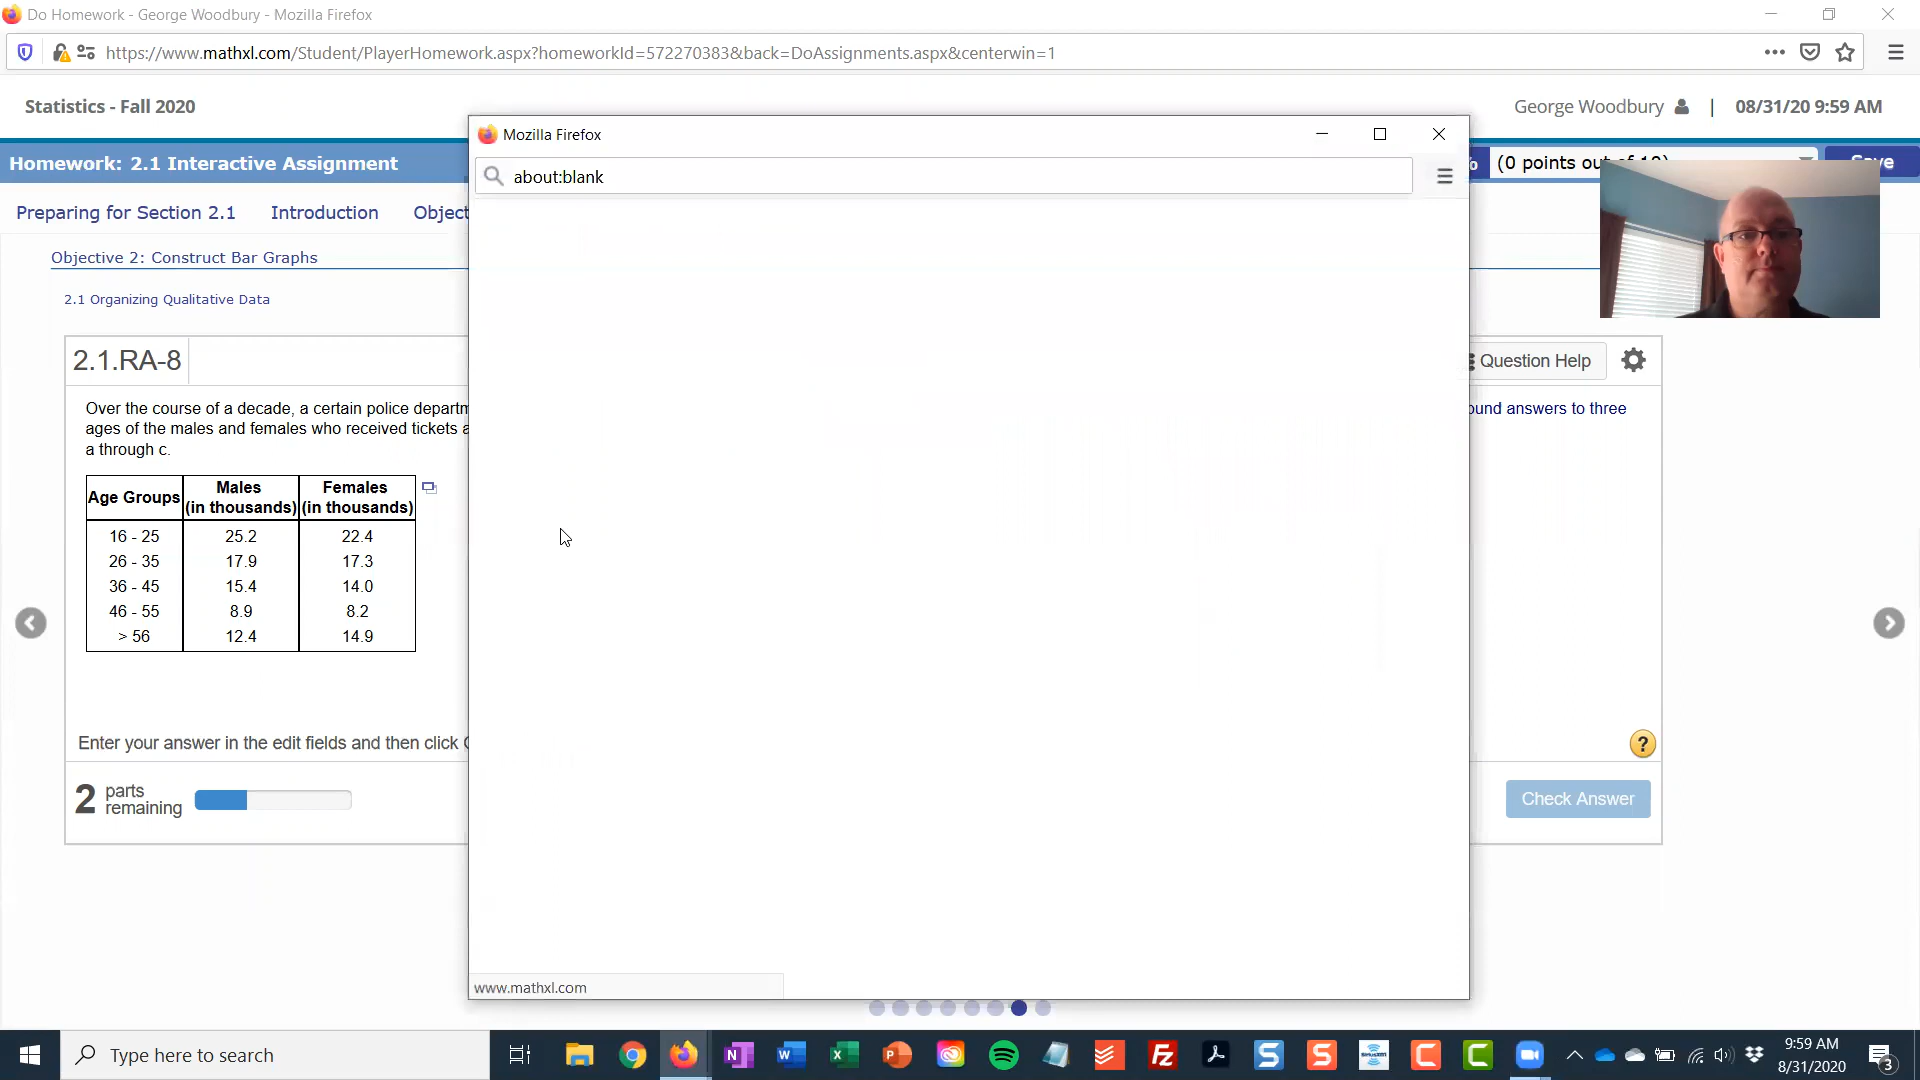 Do Homework - George Woodbury - Mozilla Firefox
https://www.mathxl.com/Student/PlayerHomework.aspx?homeworkId=572270383&back=DoAssignments.aspx&centerwin=1
Statistics - Fall 2020
George Woodbury | 08/31/20 9:59 AM
Mozilla Firefox
Homework: 2.1 Interactive Assignment
about:blank
Preparing for Section 2.1 Introduction Object
Objective 2: Construct Bar Graphs
2.1 Organizing Qualitative Data
2.1.RA-8
Question Help
Over the course of a decade, a certain police departm
ound answers to three
ages of the males and females who received tickets a
a through c.
Age Groups Males (in thousands) Females (in thousands)
16 - 25 25.2 22.4
26 - 35 17.9 17.3
36 - 45 15.4 14.0
46 - 55 8.9 8.2
> 56 12.4 14.9
Enter your answer in the edit fields and then click
?
2 parts remaining
Check Answer
www.mathxl.com
Type here to search
9:59 AM
8/31/2020
3